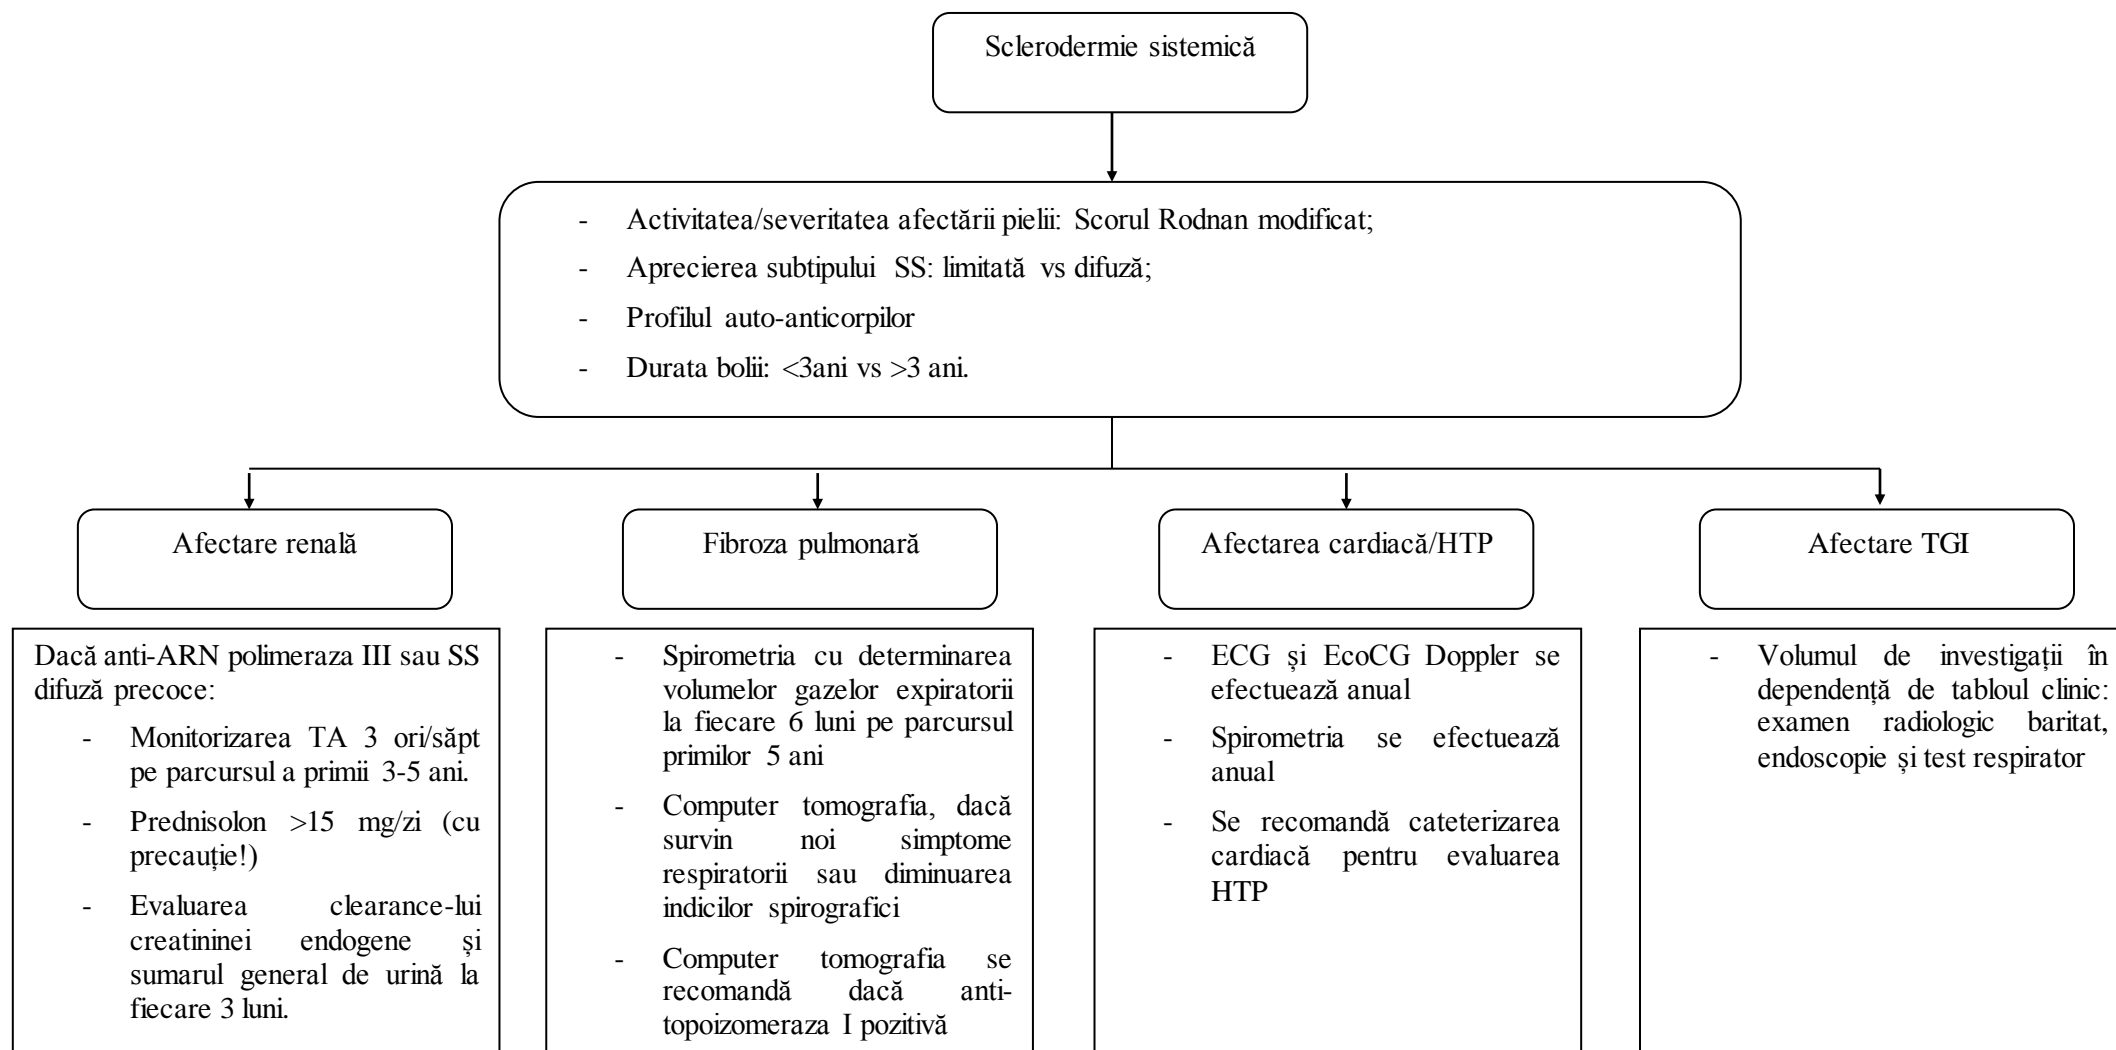 Sclerodermie sistemică
- Activitatea/severitatea afectării pielii: Scorul Rodnan modificat;
- Aprecierea subtipului SS: limitată vs difuză;
- Profilul auto-anticorpilor
- Durata bolii: <3ani vs >3 ani.
Afectare renală
Fibroza pulmonară
Afectarea cardiacă/HTP
Afectare TGI
Dacă anti-ARN polimeraza III sau SS
difuză precoce:
- Monitorizarea TA 3 ori/săpt
pe parcursul a primii 3-5 ani.
- Prednisolon >15 mg/zi (cu
precauție!)
- Evaluarea clearance-lui
creatininei endogene și
sumarul general de urină la
fiecare 3 luni.
- Spirometria cu determinarea
volumelor gazelor expiratorii
la fiecare 6 luni pe parcursul
primilor 5 ani
- Computer tomografia, dacă
survin noi simptome
respiratorii sau diminuarea
indicilor spirografici
- Computer tomografia se
recomandă dacă anti-
topoizomeraza I pozitivă
- ECG și EcoCG Doppler se
efectuează anual
- Spirometria se efectuează
anual
- Se recomandă cateterizarea
cardiacă pentru evaluarea
HTP
- Volumul de investigații în
dependență de tabloul clinic:
examen radiologic baritat,
endoscopie și test respirator